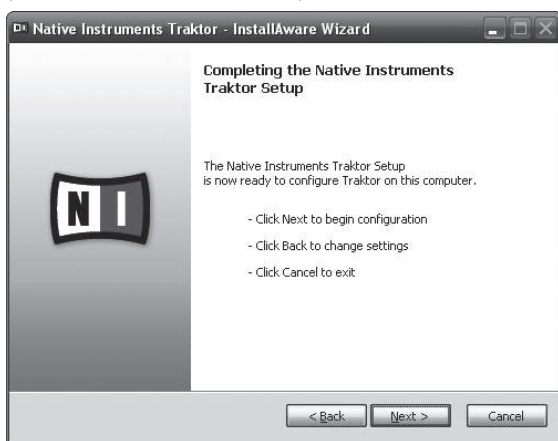 Native Instruments Traktor - InstallAware Wizard
Completing the Native Instruments
Traktor Setup
The Native Instruments Traktor Setup
is now ready to configure Traktor on this computer.
- Click Next to begin configuration
- Click Back to change settings
- Click Cancel to exit
NI
< Back
Next >
Cancel